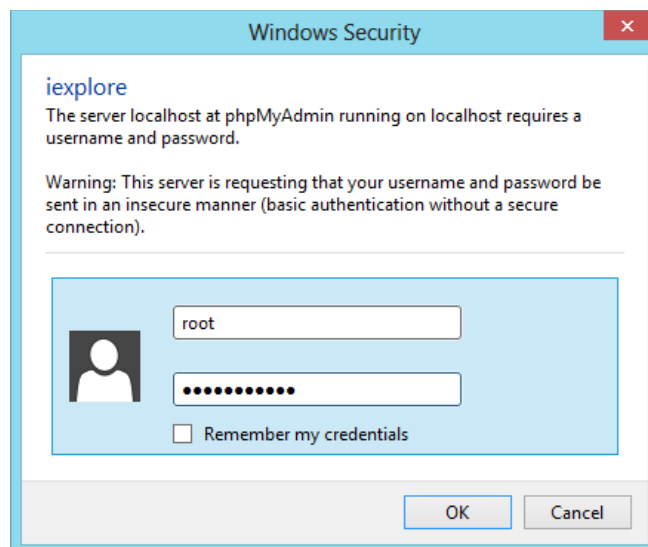 Windows Security
iexplore
The server localhost at phpMyAdmin running on localhost requires a
username and password.
Warning: This server is requesting that your username and password be
sent in an insecure manner (basic authentication without a secure
connection).
root
●●●●●●●●●●●
Remember my credentials
OK Cancel